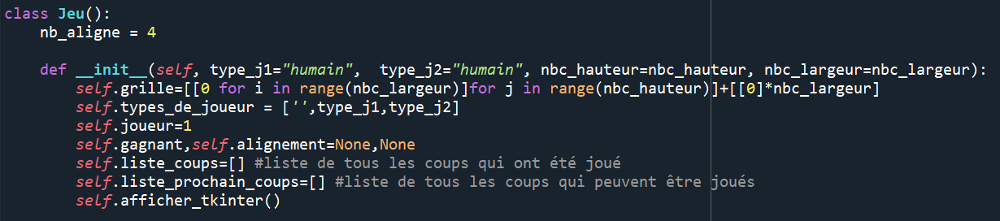 class Jeu():
    nb_aligne = 4
    def __init__(self, type_j1="humain",  type_j2="humain", nbc_hauteur=nbc_hauteur, nbc_largeur=nbc_largeur):
        self.grille=[[0 for i in range(nbc_largeur)]for j in range(nbc_hauteur)]+[[0]*nbc_largeur]
        self.types_de_joueur = ['',type_j1,type_j2]
        self.joueur=1
        self.gagnant,self.alignement=None,None
        self.liste_coups=[] #liste de tous les coups qui ont été joué
        self.liste_prochain_coups=[] #liste de tous les coups qui peuvent être joués
        self.afficher_tkinter()